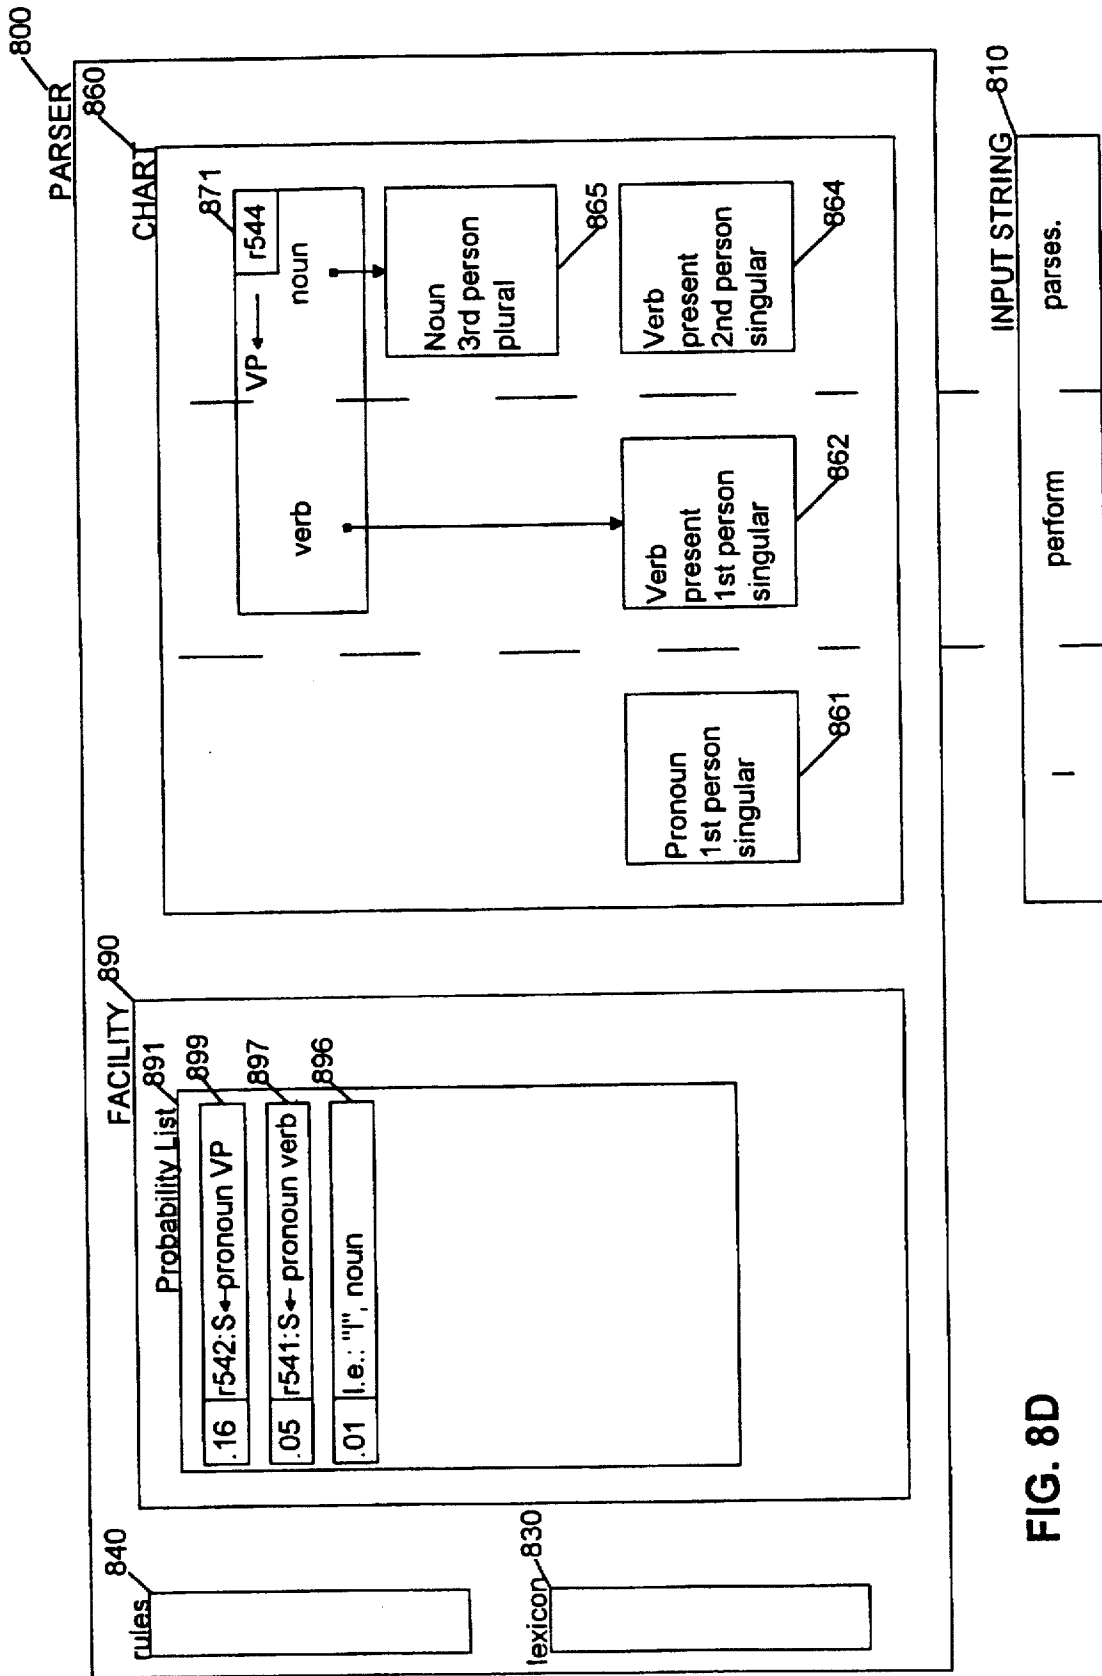 PARSER 800
rules 840
lexicon 830
FACILITY 890
Probability List 891
.16 r542:S←pronoun VP 899
.05 r541:S← pronoun verb 897
.01 l.e.: "I", noun 896
CHART 860
VP ← r544 871
verb noun
Noun
3rd person
plural
865
Pronoun
1st person
singular
861
Verb
present
1st person
singular
862
Verb
present
2nd person
singular
864
INPUT STRING 810
I perform parses.
FIG. 8D